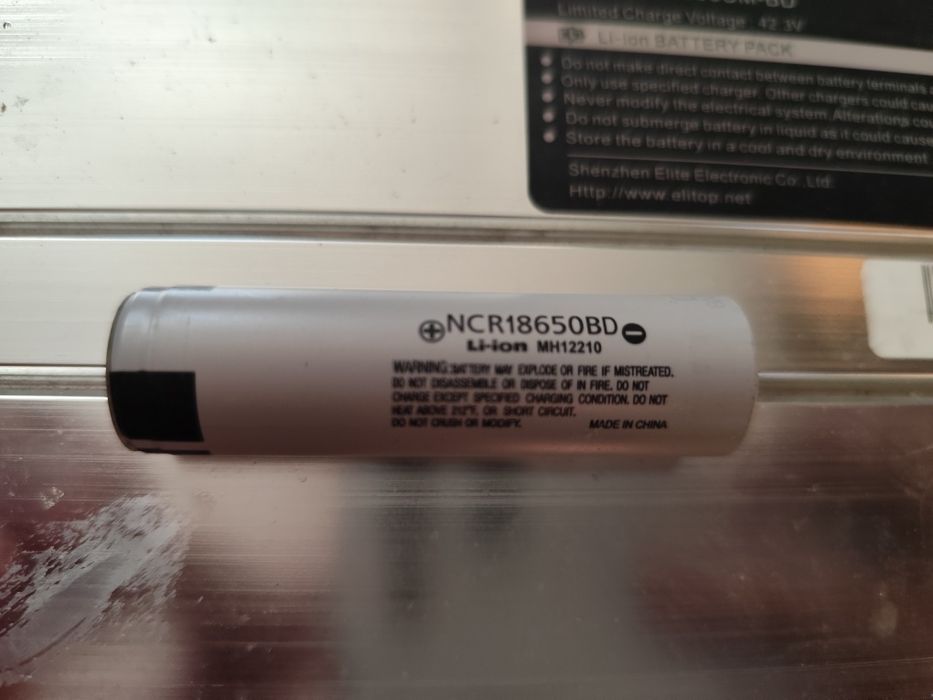 Limited Charge Voltage 42.3V
Li-ion BATTERY PACK
Do not make direct contact between battery terminals
Only use specified charger. Other chargers could
Never modify the electrical system. Alterations
Do not submerge battery in liquid as it could cause
Store the battery in a cool and dry environment
Shenzhen Elite Electronic Co.,Ltd.
Http://www.elitop.net
⊕NCR18650BD⊖
Li-ion MH12210
WARNING: BATTERY MAY EXPLODE OR FIRE IF MISTREATED.
DO NOT DISASSEMBLE OR DISPOSE OF IN FIRE. DO NOT
CHARGE EXCEPT SPECIFIED CHARGING CONDITION. DO NOT
HEAT ABOVE 212°F. OR SHORT CIRCUIT.
DO NOT CRUSH OR MODIFY. MADE IN CHINA